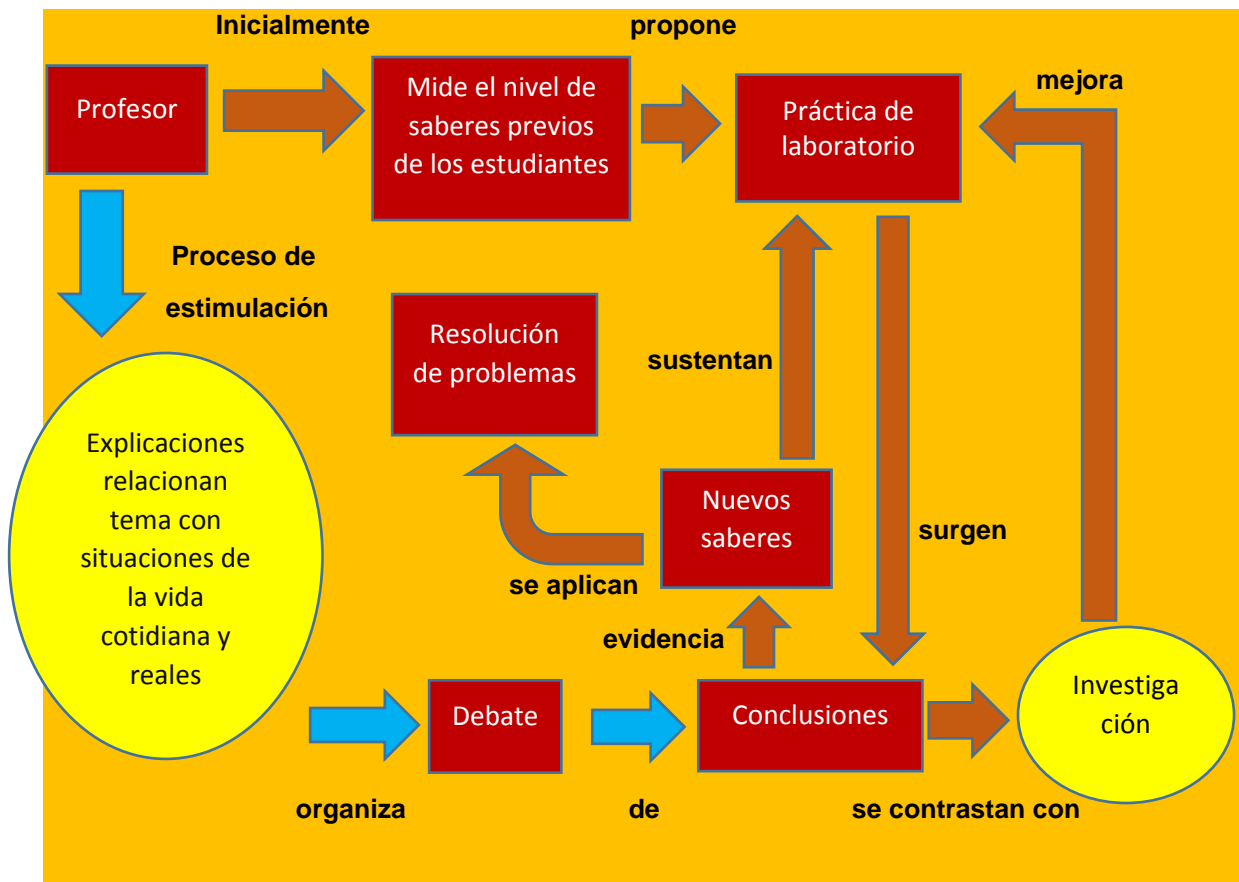 Inicialmente
propone
Profesor
Mide el nivel de
saberes previos
de los estudiantes
Práctica de
laboratorio
mejora
Proceso de
estimulación
Resolución
de problemas
sustentan
Explicaciones
relacionan
tema con
situaciones de
la vida
cotidiana y
reales
Nuevos
saberes
surgen
se aplican
evidencia
Debate
Conclusiones
Investiga
ción
organiza
de
se contrastan con